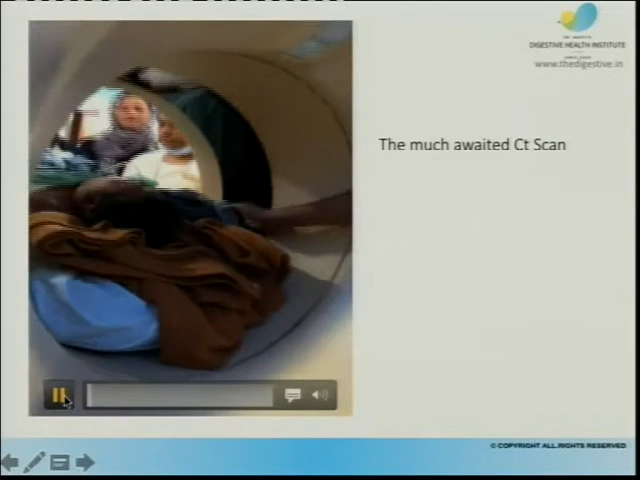 DIGESTIVE HEALTH INSTITUTE
www.thedigestive.in
The much awaited Ct Scan
© COPYRIGHT ALL RIGHTS RESERVED